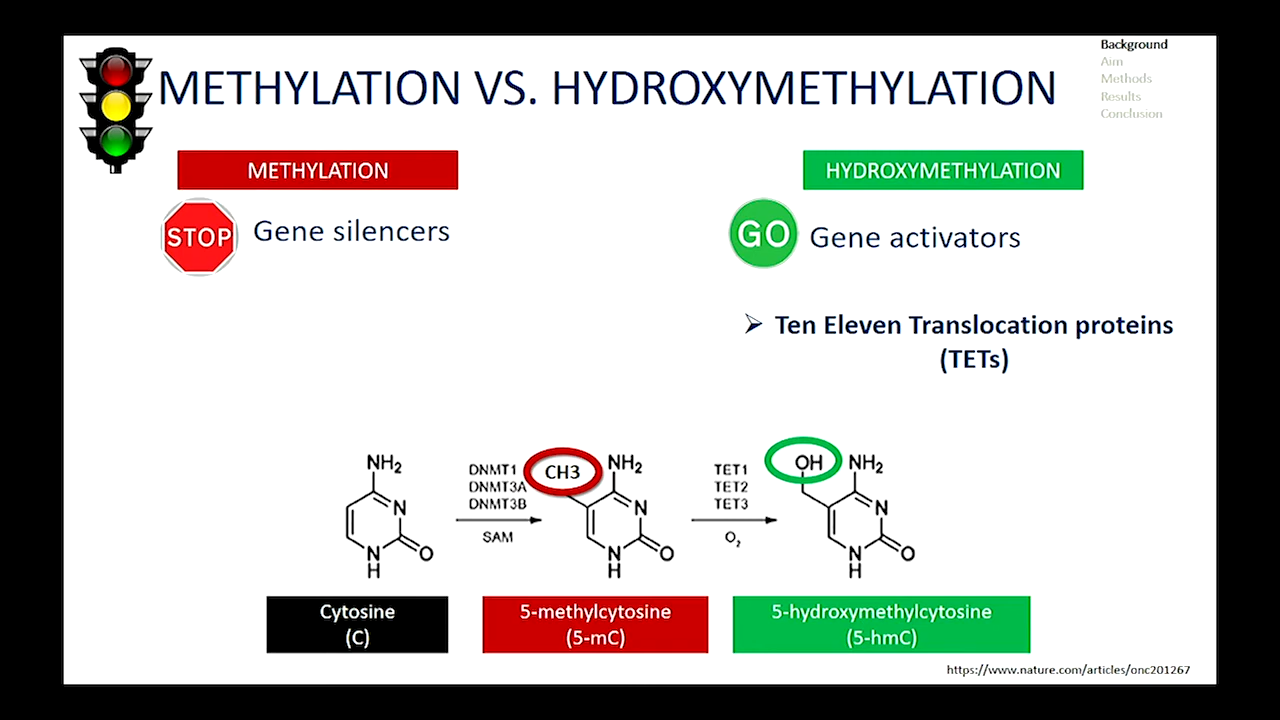 Background
Aim
Methods
Results
Conclusion
METHYLATION VS. HYDROXYMETHYLATION
METHYLATION
HYDROXYMETHYLATION
STOP
Gene silencers
GO
Gene activators
➢ Ten Eleven Translocation proteins
(TETs)
NH₂
N
N
H
O
DNMT1
DNMT3A
DNMT3B
SAM
CH3
NH₂
N
N
H
O
TET1
TET2
TET3
O₂
OH
NH₂
N
N
H
O
Cytosine
(C)
5-methylcytosine
(5-mC)
5-hydroxymethylcytosine
(5-hmC)
https://www.nature.com/articles/onc201267